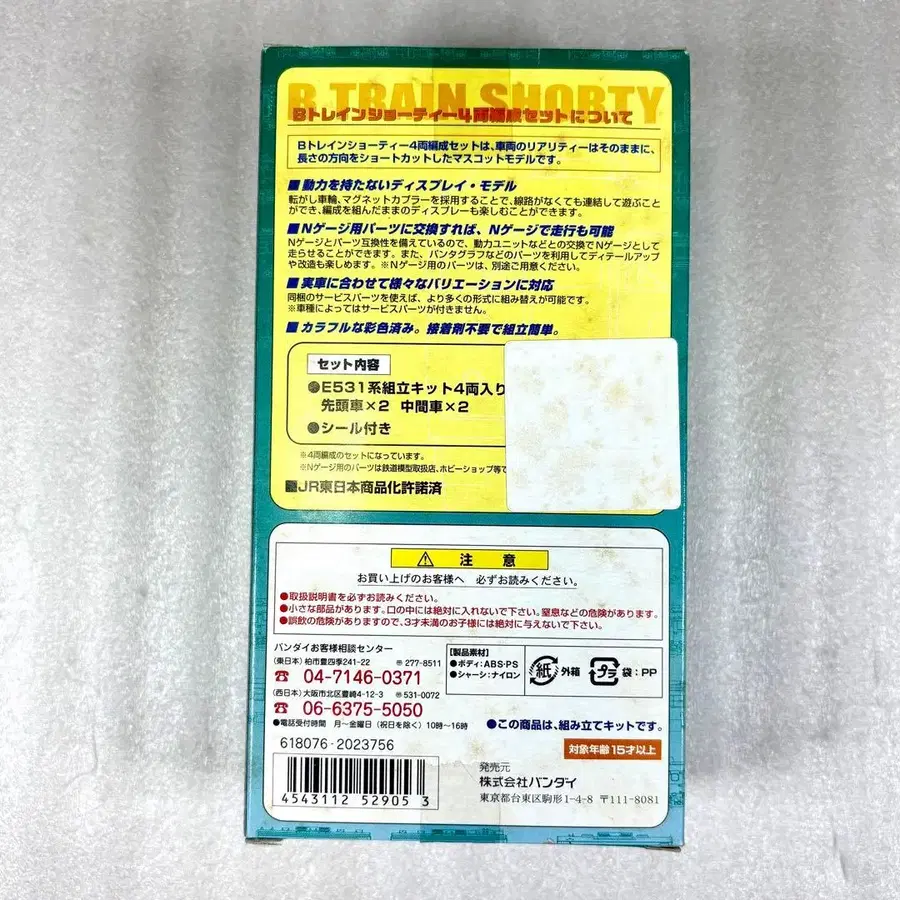 B TRAIN SHORTY
Bトレインショーティー4両編成セットについて
Bトレインショーティー4両編成セットは、車両のリアリティーはそのままに、
長さの方向をショートカットしたマスコットモデルです。
■動力を持たないディスプレイ・モデル
転がし車輪、マグネットカプラーを採用することで、線路がなくても連結して遊ぶこと
ができ、編成を組んだままのディスプレーも楽しむことができます。
■Nゲージ用パーツに交換すれば、Nゲージで走行も可能
Nゲージとパーツ互換性を備えているので、動力ユニットなどとの交換でNゲージとして
走らせることができます。また、パンタグラフなどのパーツを利用してディテールアップ
や改造も楽しめます。※Nゲージ用のパーツは、別途ご用意ください。
■実車に合わせて様々なバリエーションに対応
同梱のサービスパーツを使えば、より多くの形式に組み替えが可能です。
※車種によってはサービスパーツが付きません。
■カラフルな彩色済み。接着剤不要で組立簡単。
セット内容
●E531系組立キット4両入り
先頭車×2 中間車×2
●シール付き
※4両編成のセットになっています。
※Nゲージ用のパーツは鉄道模型取扱店、ホビーショップ等で
■JR東日本商品化許諾済
⚠ 注意
お買い上げのお客様へ 必ずお読みください。
●取扱説明書を必ずお読みください。
●小さな部品があります。口の中には絶対に入れないで下さい。窒息などの危険があります。
●誤飲の危険がありますので、3才未満のお子様には絶対に与えないで下さい。
バンダイお客様相談センター
(東日本) 柏市豊四季241-22 〒277-8511
☎ 04-7146-0371
(西日本) 大阪市北区豊崎4-12-3 〒531-0072
☎ 06-6375-5050
●電話受付時間 月〜金曜日(祝日を除く)10時〜16時
【製品素材】
●ボディ:ABS・PS
●シャーシ:ナイロン
紙 外箱
プラ 袋:PP
●この商品は、組み立てキットです。
618076-2023756
対象年齢15才以上
4543112 52905 3
発売元
株式会社バンダイ
東京都台東区駒形1-4-8 〒111-8081